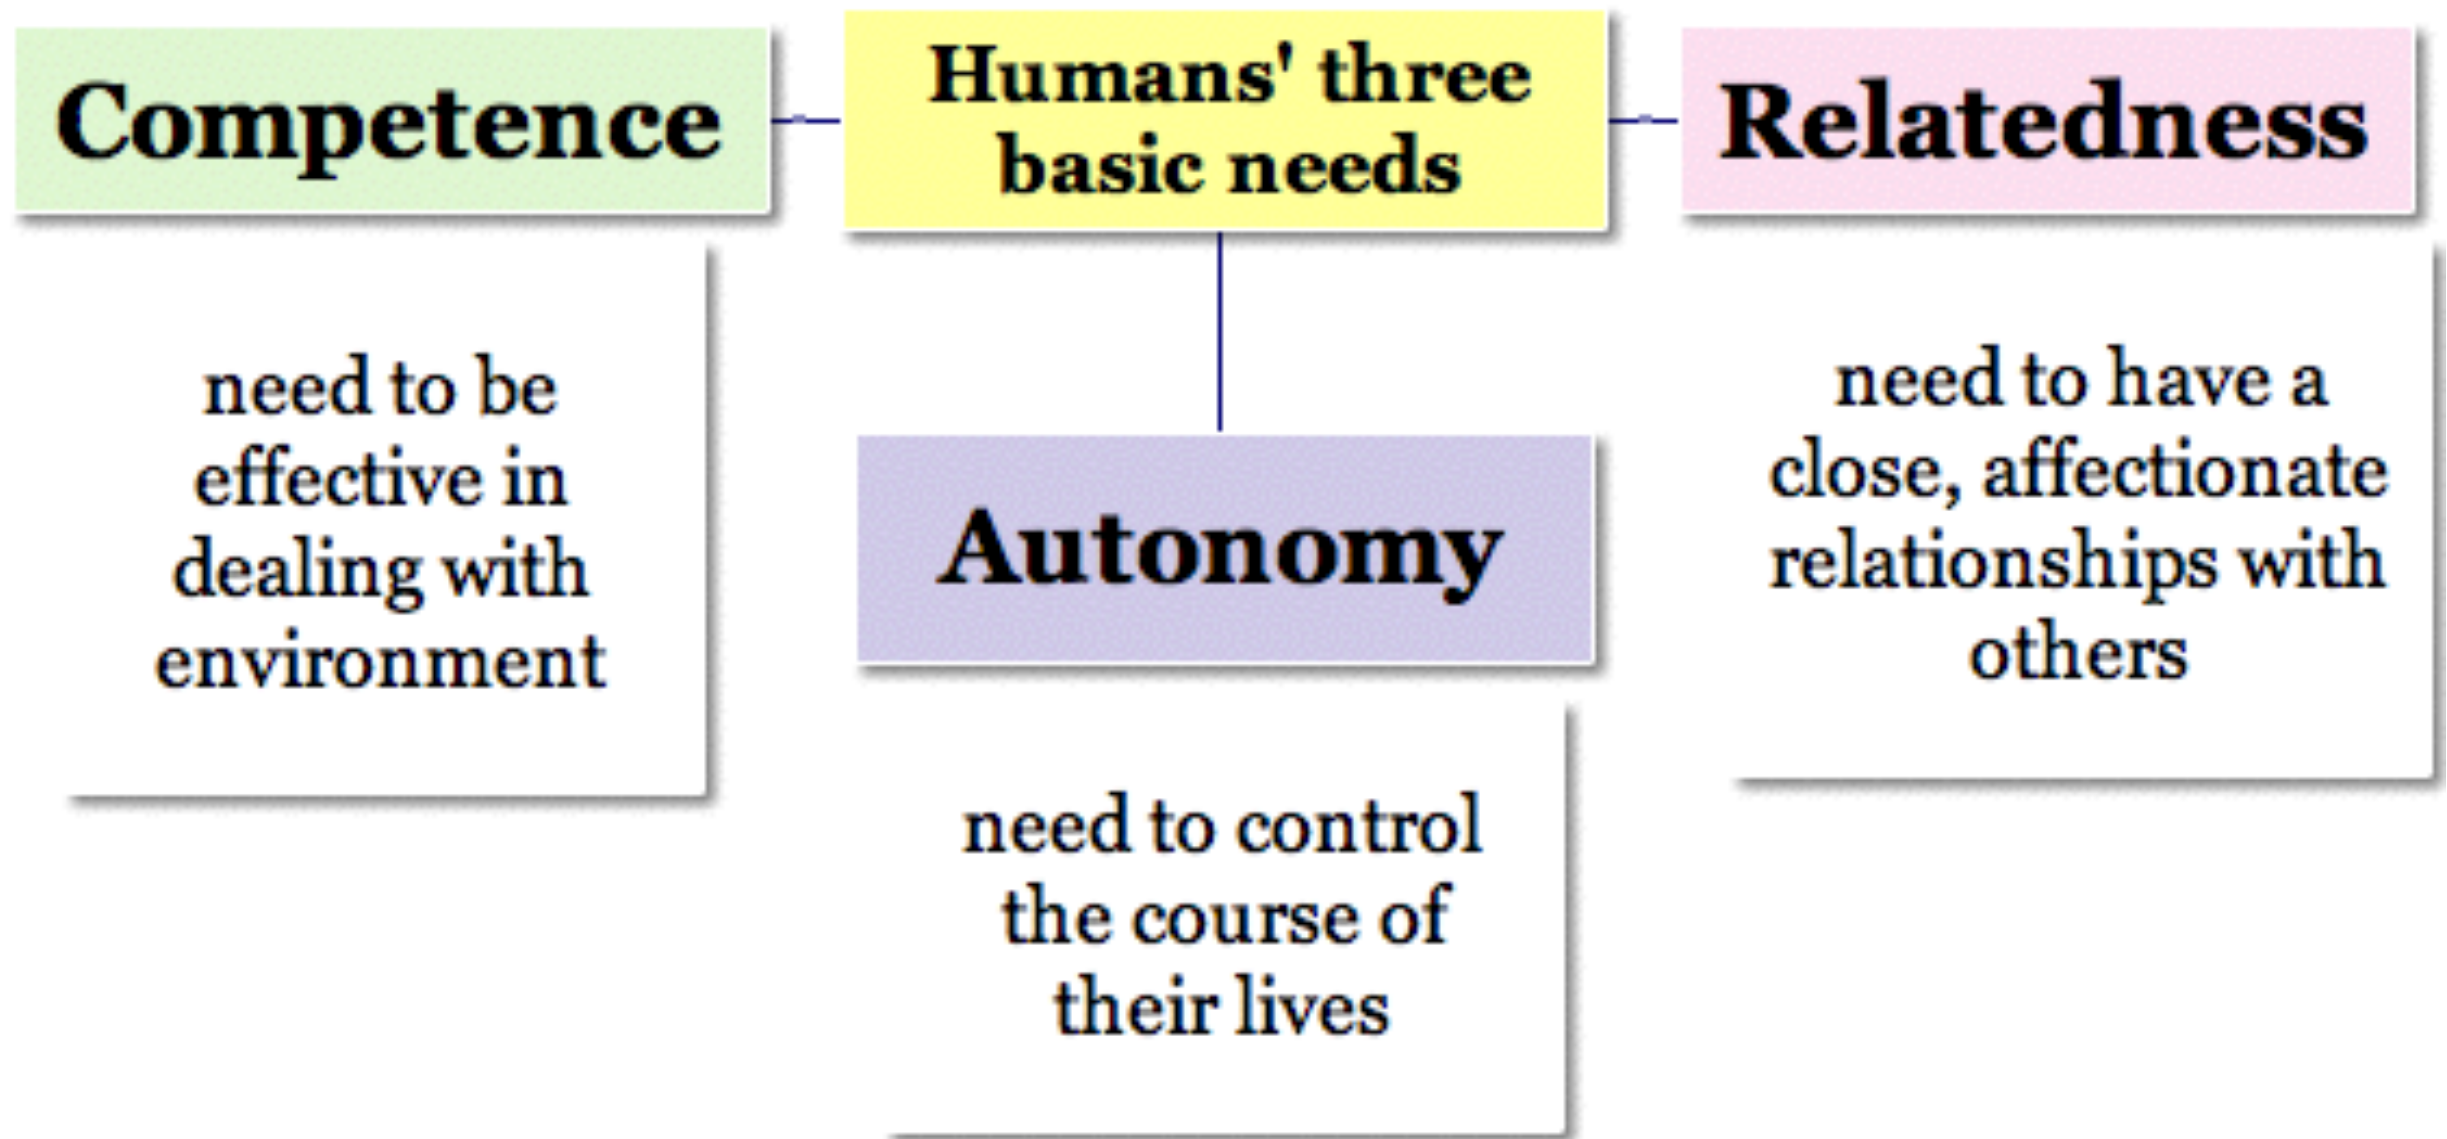 Competence
Humans' three
basic needs
Relatedness
need to be
effective in
dealing with
environment
Autonomy
need to control
the course of
their lives
need to have a
close, affectionate
relationships with
others